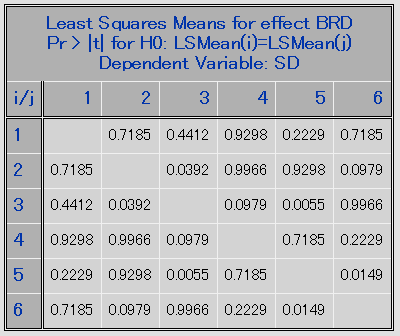 Least Squares Means for effect BRD
Pr > |t| for H0: LSMean(i)=LSMean(j)
Dependent Variable: SD
i/j 1 2 3 4 5 6
1 0.7185 0.4412 0.9298 0.2229 0.7185
2 0.7185 0.0392 0.9966 0.9298 0.0979
3 0.4412 0.0392 0.0979 0.0055 0.9966
4 0.9298 0.9966 0.0979 0.7185 0.2229
5 0.2229 0.9298 0.0055 0.7185 0.0149
6 0.7185 0.0979 0.9966 0.2229 0.0149